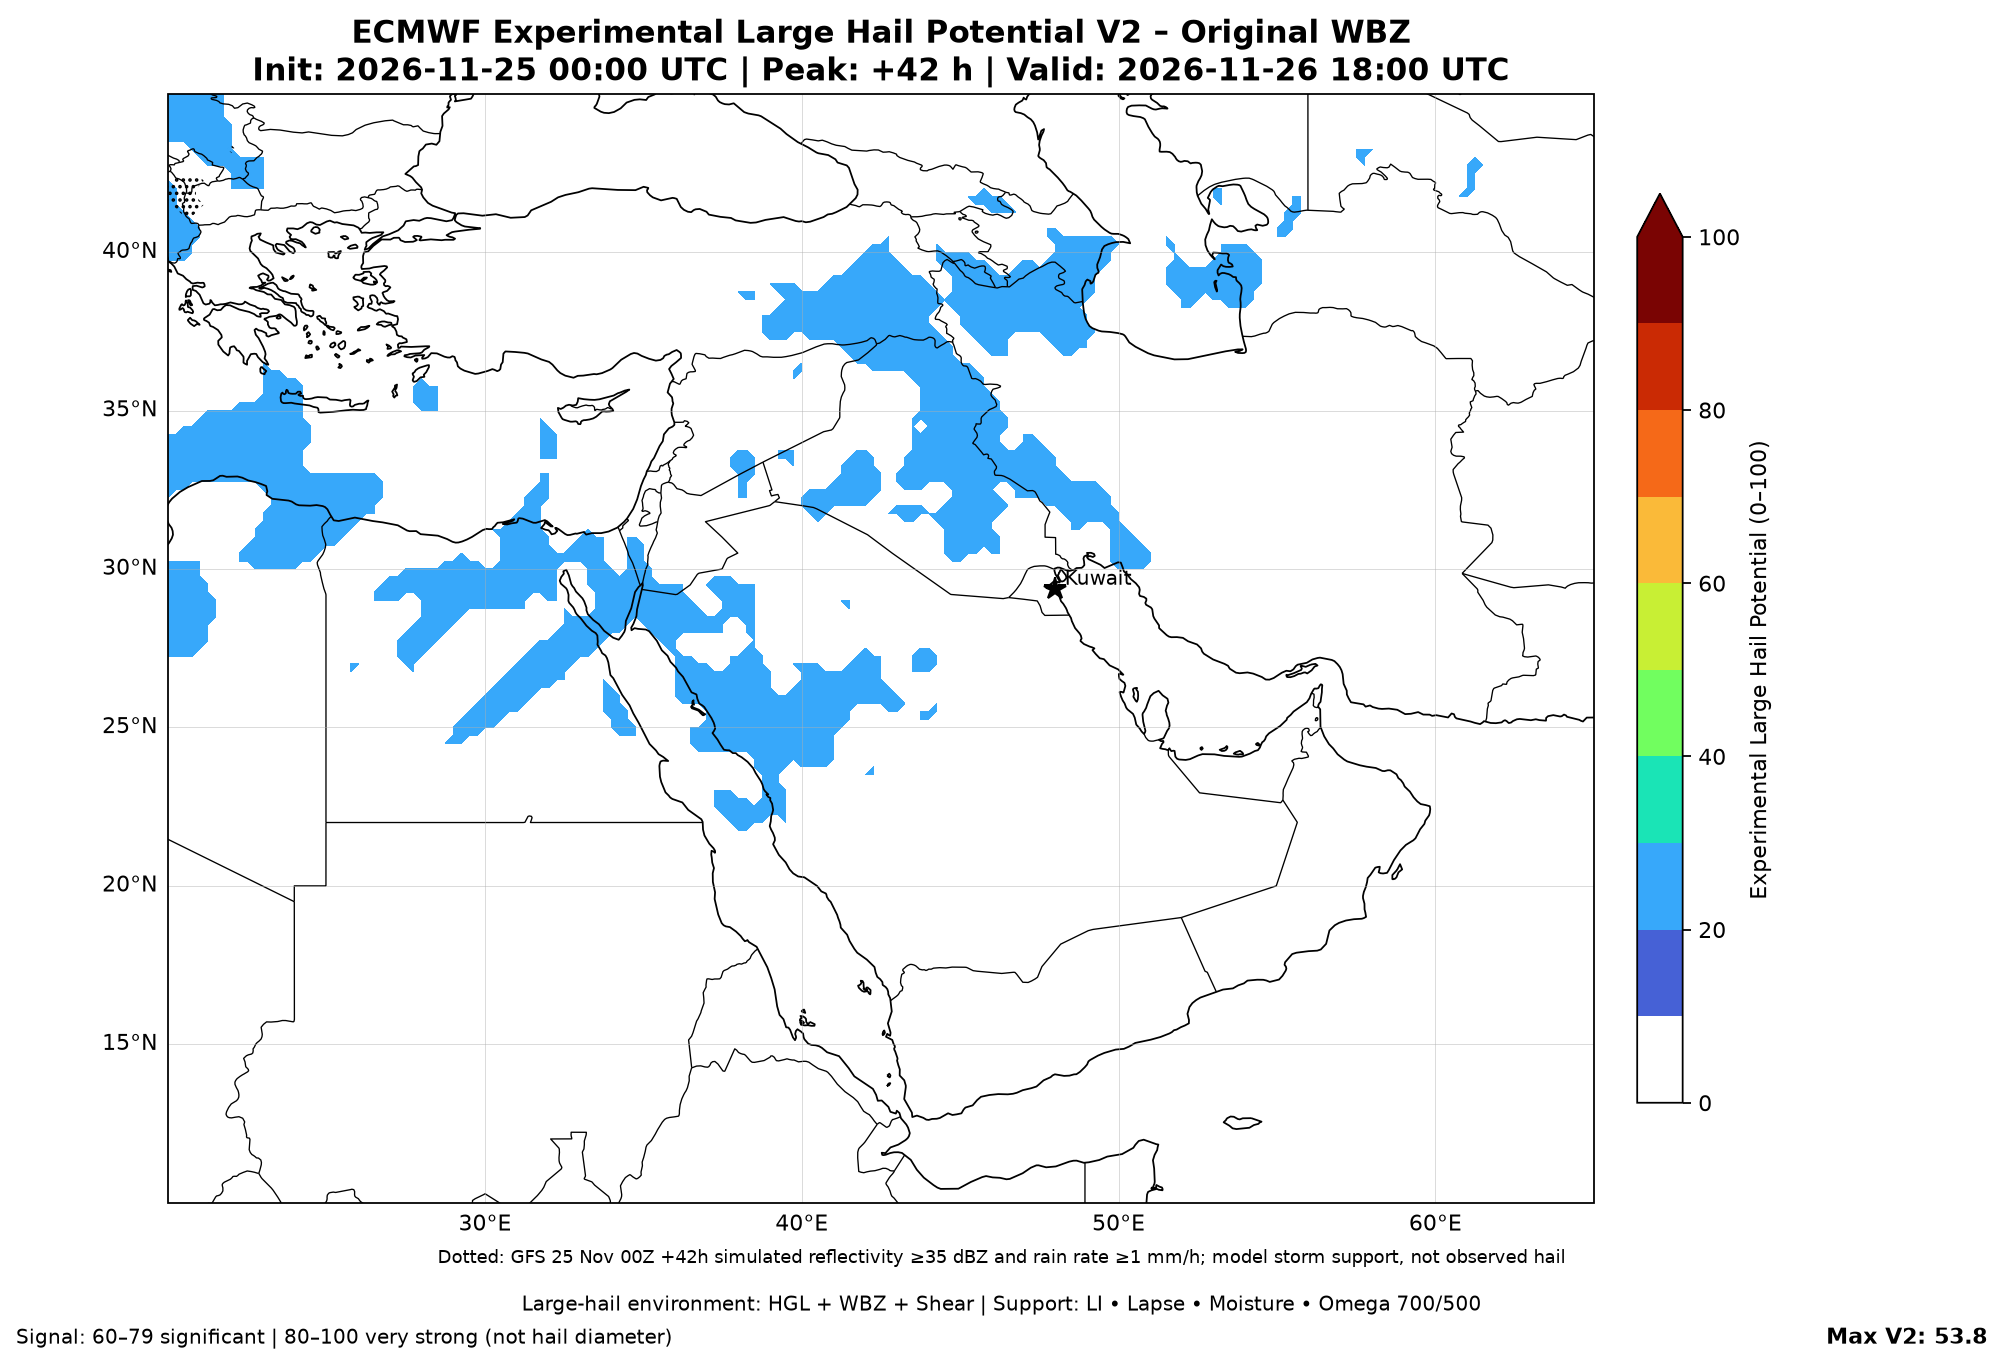 ECMWF Experimental Large Hail Potential V2 – Original WBZ
Init: 2026-11-25 00:00 UTC | Peak: +42 h | Valid: 2026-11-26 18:00 UTC
40°N
35°N
30°N
25°N
20°N
15°N
Kuwait
30°E
40°E
50°E
60°E
100
80
60
40
20
0
Experimental Large Hail Potential (0–100)
Dotted: GFS 25 Nov 00Z +42h simulated reflectivity ≥35 dBZ and rain rate ≥1 mm/h; model storm support, not observed hail
Large-hail environment: HGL + WBZ + Shear | Support: LI • Lapse • Moisture • Omega 700/500
Signal: 60–79 significant | 80–100 very strong (not hail diameter)
Max V2: 53.8